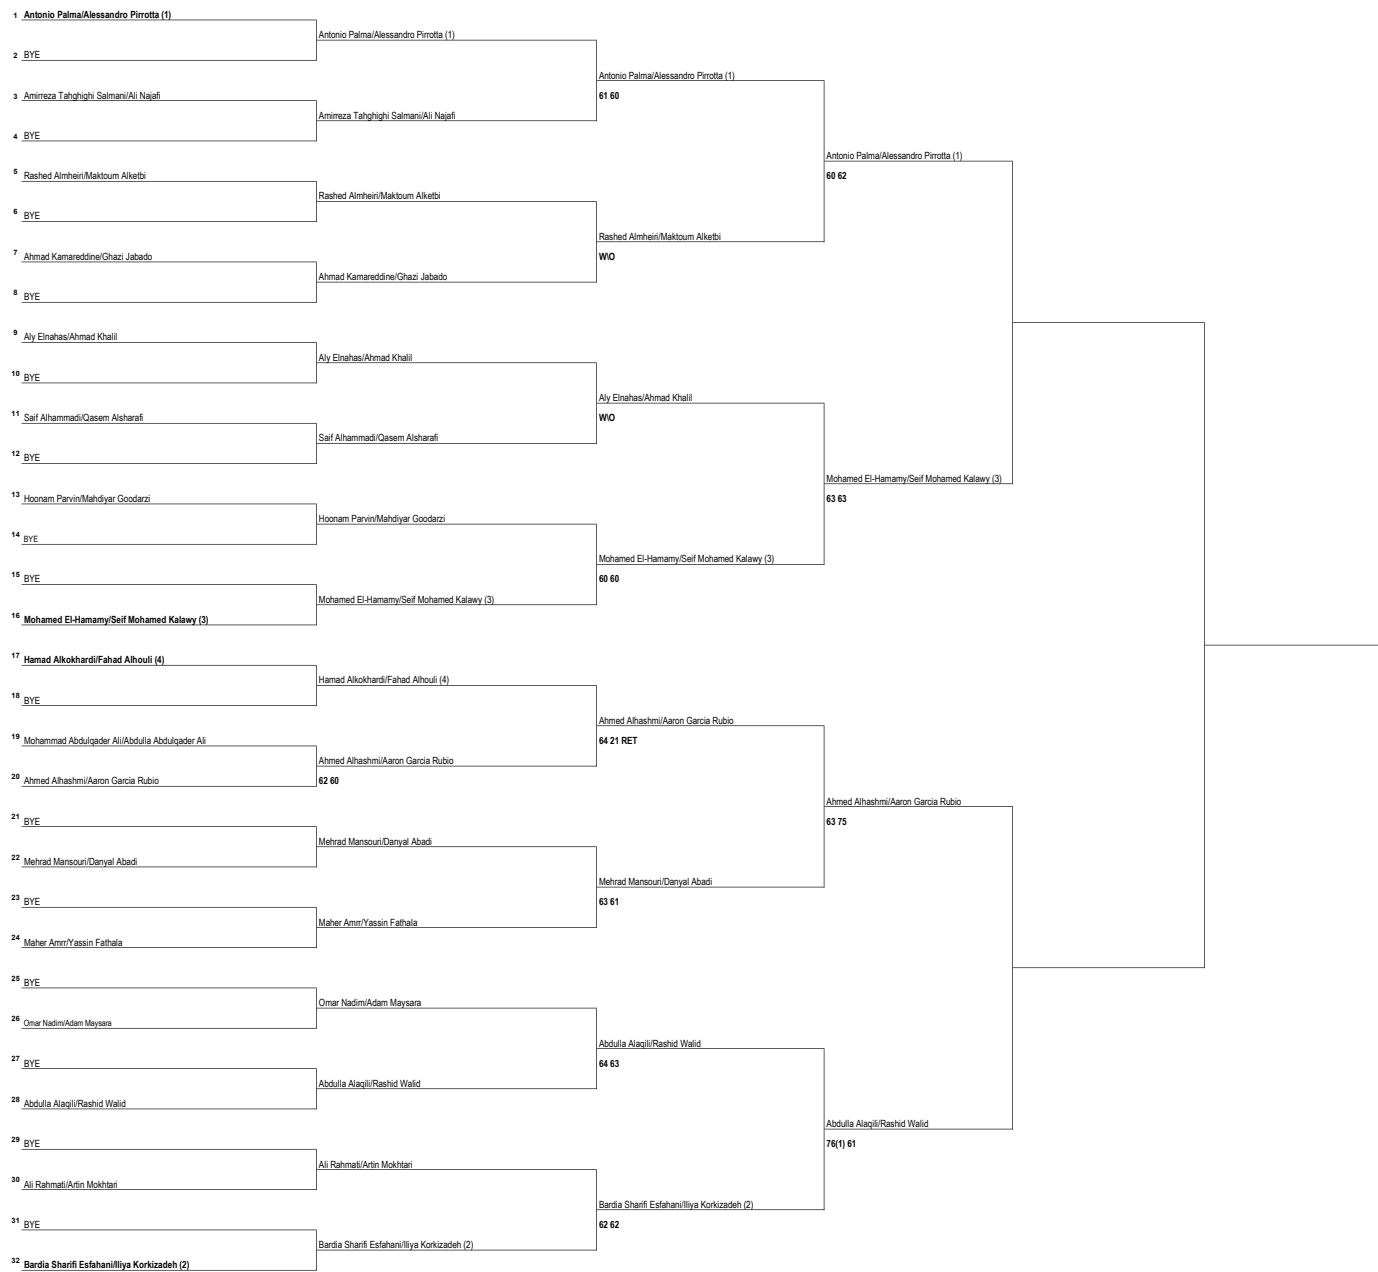 1 Antonio Palma/Alessandro Pirrotta (1)
Antonio Palma/Alessandro Pirrotta (1)
2 BYE
Antonio Palma/Alessandro Pirrotta (1)
3 Amirreza Tahghighi Salmani/Ali Najafi
61 60
Amirreza Tahghighi Salmani/Ali Najafi
4 BYE
Antonio Palma/Alessandro Pirrotta (1)
5 Rashed Almheiri/Maktoum Alketbi
60 62
Rashed Almheiri/Maktoum Alketbi
6 BYE
Rashed Almheiri/Maktoum Alketbi
7 Ahmad Kamareddine/Ghazi Jabado
W\O
Ahmad Kamareddine/Ghazi Jabado
8 BYE
9 Aly Elnahas/Ahmad Khalil
Aly Elnahas/Ahmad Khalil
10 BYE
Aly Elnahas/Ahmad Khalil
11 Saif Alhammadi/Qasem Alsharafi
W\O
Saif Alhammadi/Qasem Alsharafi
12 BYE
Mohamed El-Hamamy/Seif Mohamed Kalawy (3)
13 Hoonam Parvin/Mahdiyar Goodarzi
63 63
Hoonam Parvin/Mahdiyar Goodarzi
14 BYE
Mohamed El-Hamamy/Seif Mohamed Kalawy (3)
15 BYE
60 60
Mohamed El-Hamamy/Seif Mohamed Kalawy (3)
16 Mohamed El-Hamamy/Seif Mohamed Kalawy (3)
17 Hamad Alkokhardi/Fahad Alhouli (4)
Hamad Alkokhardi/Fahad Alhouli (4)
18 BYE
Ahmed Alhashmi/Aaron Garcia Rubio
19 Mohammad Abdulqader Ali/Abdulla Abdulqader Ali
64 21 RET
Ahmed Alhashmi/Aaron Garcia Rubio
20 Ahmed Alhashmi/Aaron Garcia Rubio
62 60
Ahmed Alhashmi/Aaron Garcia Rubio
21 BYE
63 75
Mehrad Mansouri/Danyal Abadi
22 Mehrad Mansouri/Danyal Abadi
Mehrad Mansouri/Danyal Abadi
23 BYE
63 61
Maher Amrr/Yassin Fathala
24 Maher Amrr/Yassin Fathala
25 BYE
Omar Nadim/Adam Maysara
26 Omar Nadim/Adam Maysara
Abdulla Alaqili/Rashid Walid
27 BYE
64 63
Abdulla Alaqili/Rashid Walid
28 Abdulla Alaqili/Rashid Walid
Abdulla Alaqili/Rashid Walid
29 BYE
76(1) 61
Ali Rahmati/Artin Mokhtari
30 Ali Rahmati/Artin Mokhtari
Bardia Sharifi Esfahani/Iliya Korkizadeh (2)
31 BYE
62 62
Bardia Sharifi Esfahani/Iliya Korkizadeh (2)
32 Bardia Sharifi Esfahani/Iliya Korkizadeh (2)